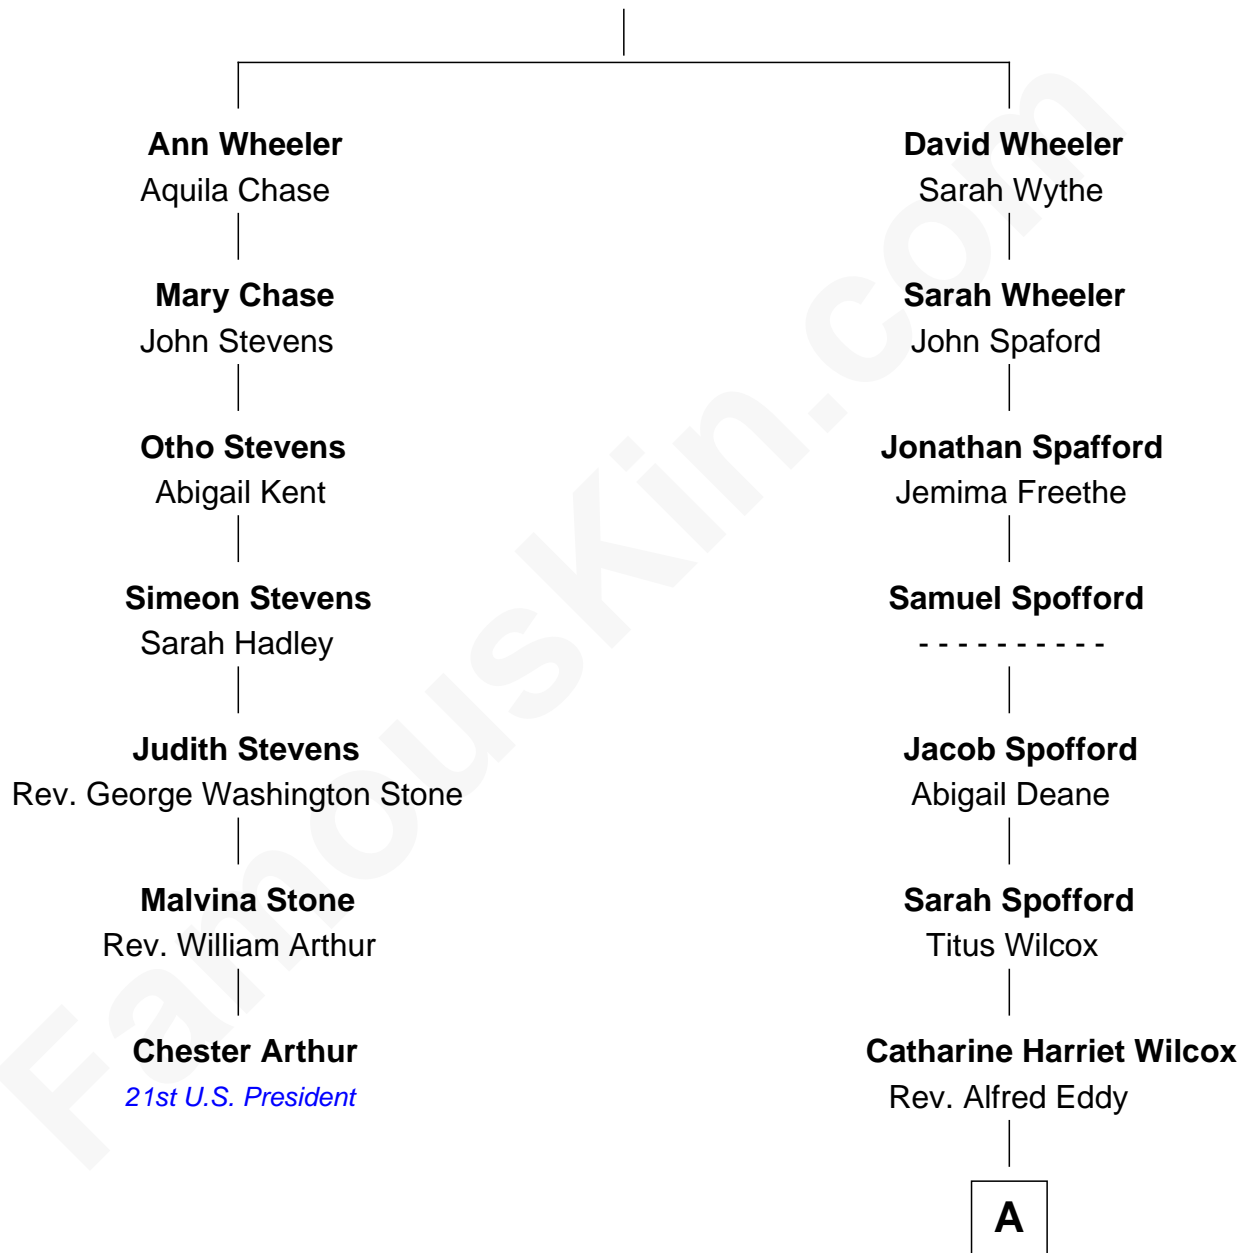 Ann Wheeler
Aquila Chase
Mary Chase
John Stevens
Otho Stevens
Abigail Kent
Simeon Stevens
Sarah Hadley
Judith Stevens
Rev. George Washington Stone
Malvina Stone
Rev. William Arthur
Chester Arthur
21st U.S. President
David Wheeler
Sarah Wythe
Sarah Wheeler
John Spaford
Jonathan Spafford
Jemima Freethe
Samuel Spofford
- - - - - - - - - -
Jacob Spofford
Abigail Deane
Sarah Spofford
Titus Wilcox
Catharine Harriet Wilcox
Rev. Alfred Eddy
A
FamousKin.com